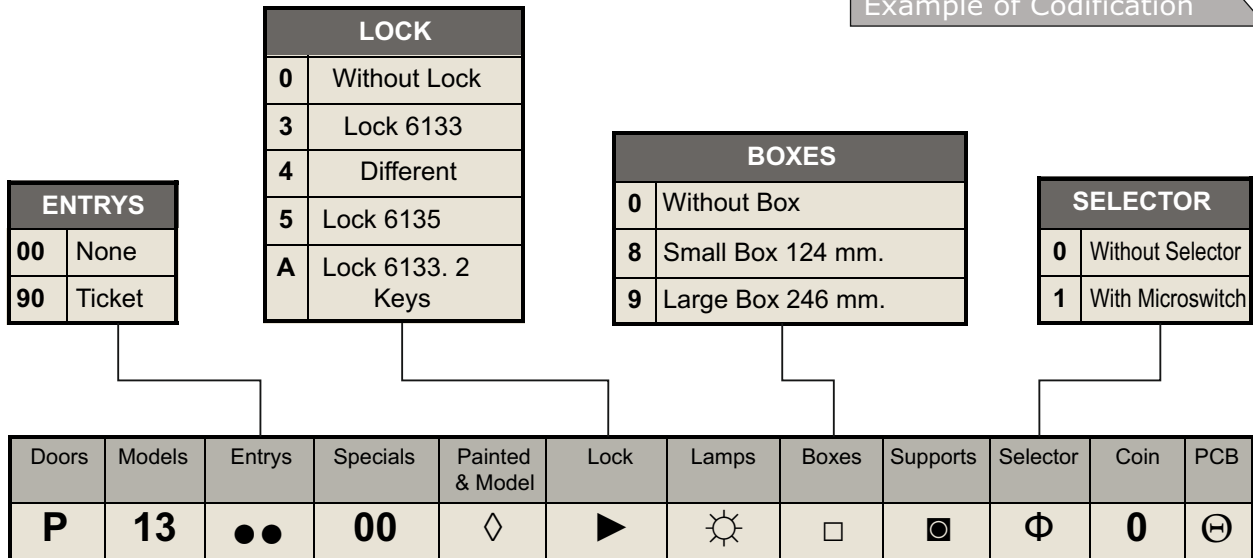 Example of Codification
LOCK
0 Without Lock
3 Lock 6133
4 Different
5 Lock 6135
A Lock 6133. 2
Keys
BOXES
0 Without Box
8 Small Box 124 mm.
9 Large Box 246 mm.
ENTRYS
00 None
90 Ticket
SELECTOR
0 Without Selector
1 With Microswitch
Doors Models Entrys Specials Painted & Model Lock Lamps Boxes Supports Selector Coin PCB
P 13 ●● 00 ◊ ► ☼ □ ◙ Φ 0 Θ